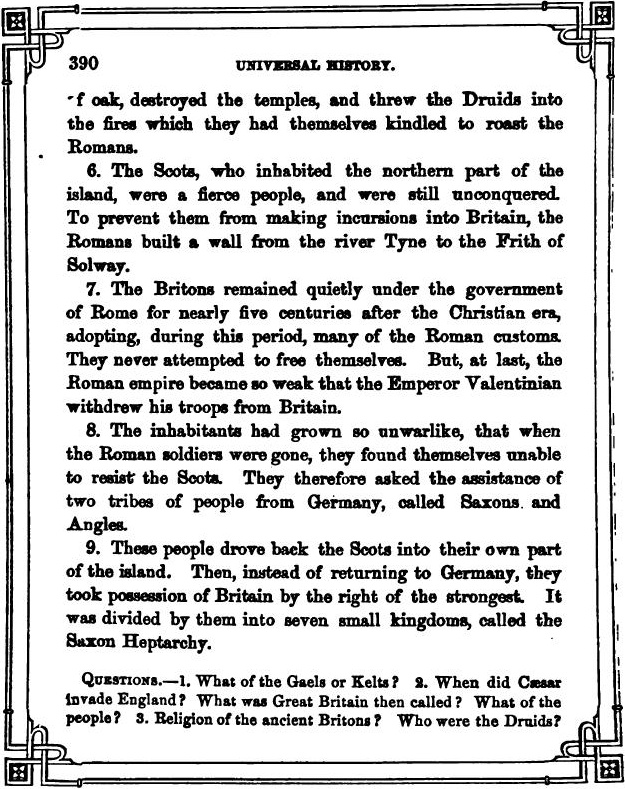 390 UNIVERSAL HISTORY.
f oak, destroyed the temples, and threw the Druids into
the fires which they had themselves kindled to roast the
Romans.
6. The Scots, who inhabited the northern part of the
island, were a fierce people, and were still unconquered.
To prevent them from making incursions into Britain, the
Romans built a wall from the river Tyne to the Frith of
Solway.
7. The Britons remained quietly under the government
of Rome for nearly five centuries after the Christian era,
adopting, during this period, many of the Roman customs.
They never attempted to free themselves. But, at last, the
Roman empire became so weak that the Emperor Valentinian
withdrew his troops from Britain.
8. The inhabitants had grown so unwarlike, that when
the Roman soldiers were gone, they found themselves unable
to resist the Scots. They therefore asked the assistance of
two tribes of people from Germany, called Saxons and
Angles.
9. These people drove back the Scots into their own part
of the island. Then, instead of returning to Germany, they
took possession of Britain by the right of the strongest. It
was divided by them into seven small kingdoms, called the
Saxon Heptarchy.
QUESTIONS.—1. What of the Gaels or Kelts? 2. When did Cæsar
invade England? What was Great Britain then called? What of the
people? 3. Religion of the ancient Britons? Who were the Druids?